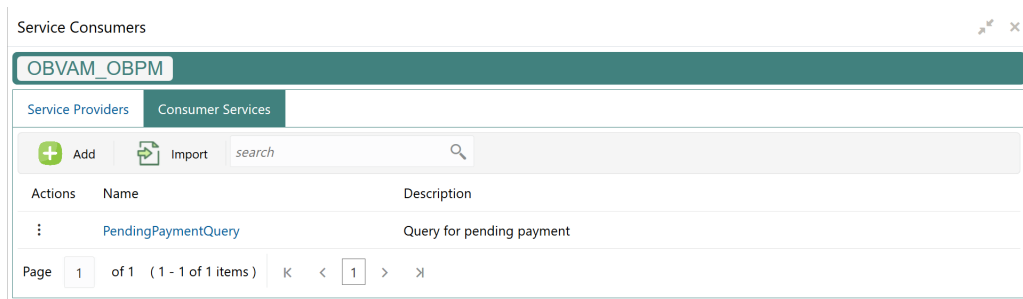 Service Consumers
OBVAM_OBPM
Service Providers Consumer Services
Add Import search
Actions Name Description
PendingPaymentQuery Query for pending payment
Page 1 of 1 ( 1 - 1 of 1 items ) 1